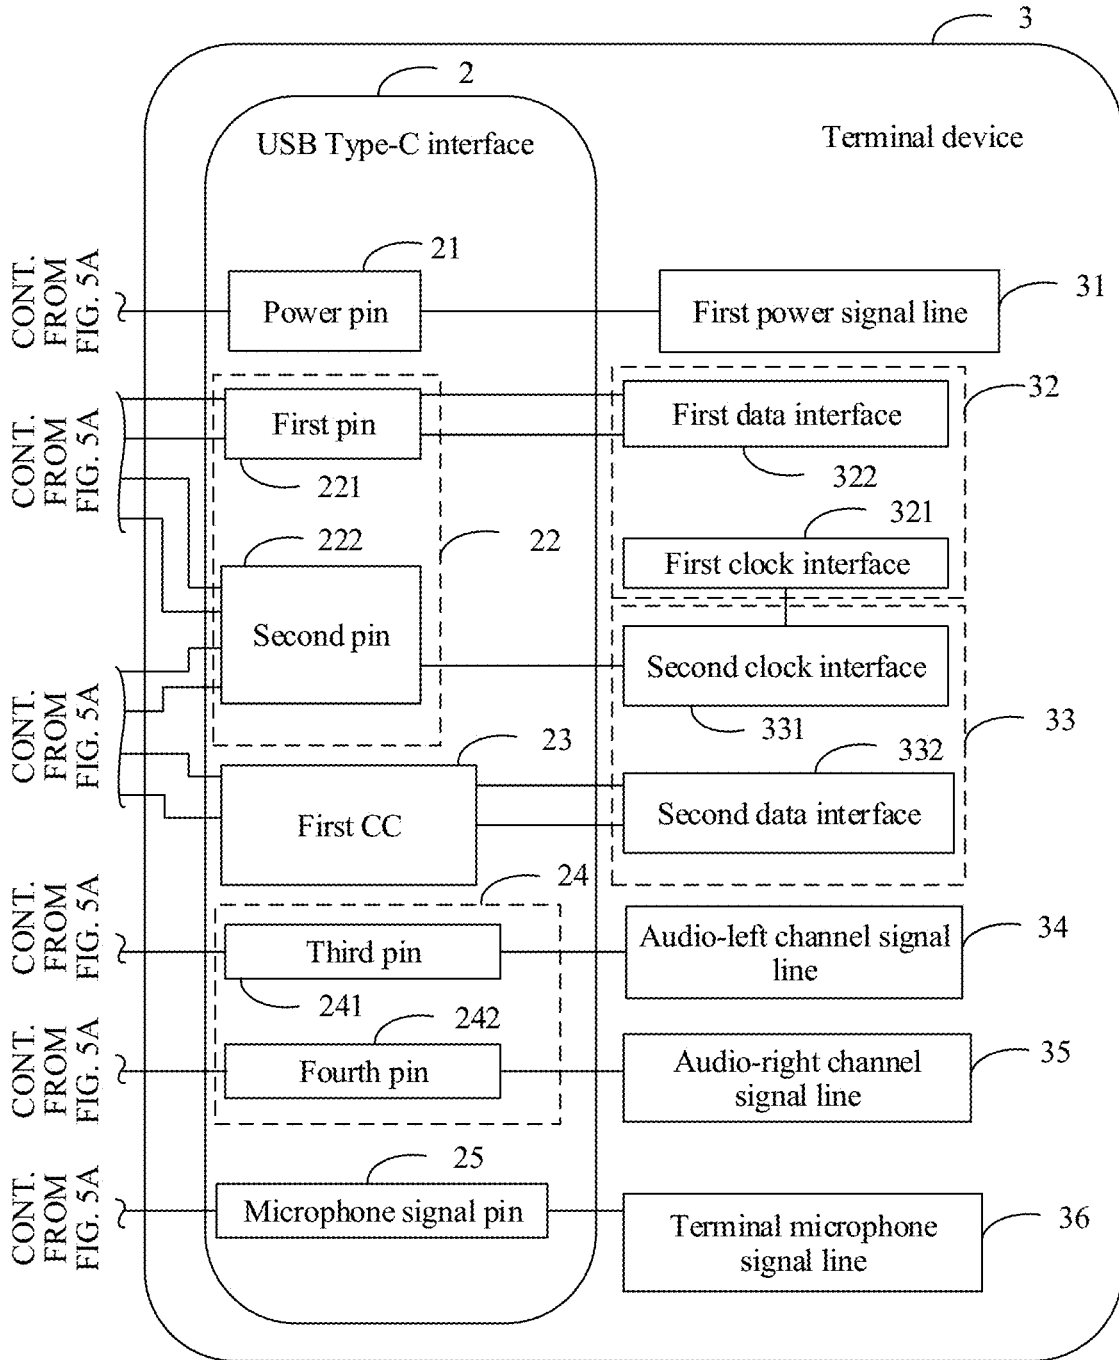 3
2
USB Type-C interface
Terminal device
CONT.
FROM
FIG. 5A
21
Power pin
First power signal line
31
CONT.
FROM
FIG. 5A
First pin
221
First data interface
322
32
222
Second pin
22
321
First clock interface
CONT.
FROM
FIG. 5A
Second clock interface
331
33
23
First CC
332
Second data interface
CONT.
FROM
FIG. 5A
24
Third pin
241
Audio-left channel signal
line
34
CONT.
FROM
FIG. 5A
242
Fourth pin
Audio-right channel
signal line
35
CONT.
FROM
FIG. 5A
25
Microphone signal pin
Terminal microphone
signal line
36